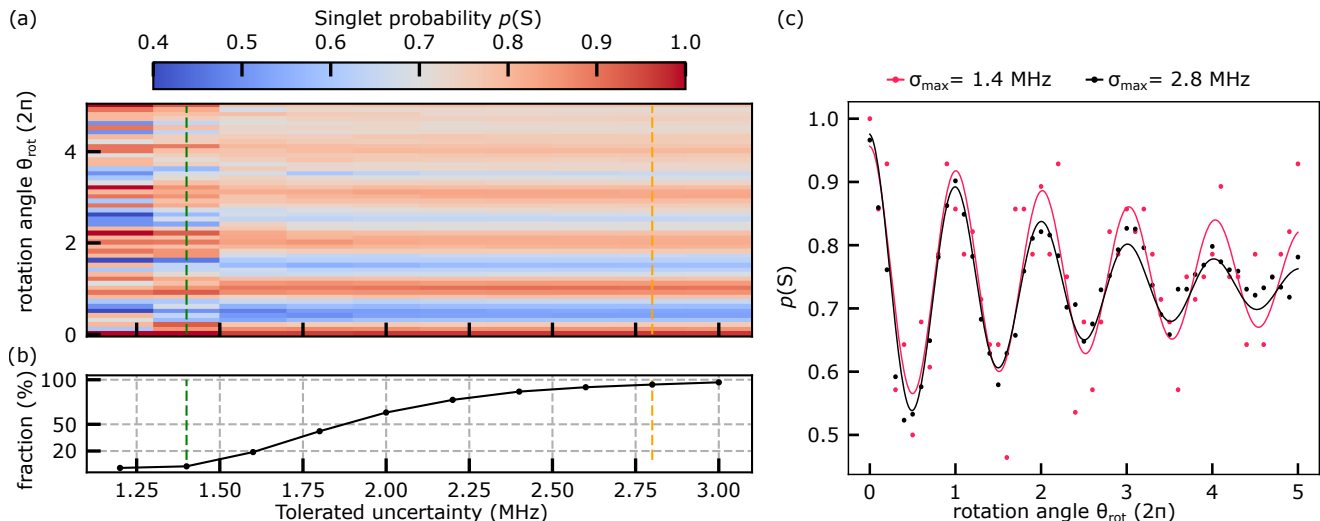 (a)
Singlet probability p(S)
0.4 0.5 0.6 0.7 0.8 0.9 1.0
rotation angle θrot (2π)
4
2
0
(b)
fraction (%)
100
50
20
1.25 1.50 1.75 2.00 2.25 2.50 2.75 3.00
Tolerated uncertainty (MHz)
(c)
σmax= 1.4 MHz σmax= 2.8 MHz
p(S)
1.0
0.9
0.8
0.7
0.6
0.5
0 1 2 3 4 5
rotation angle θrot (2π)